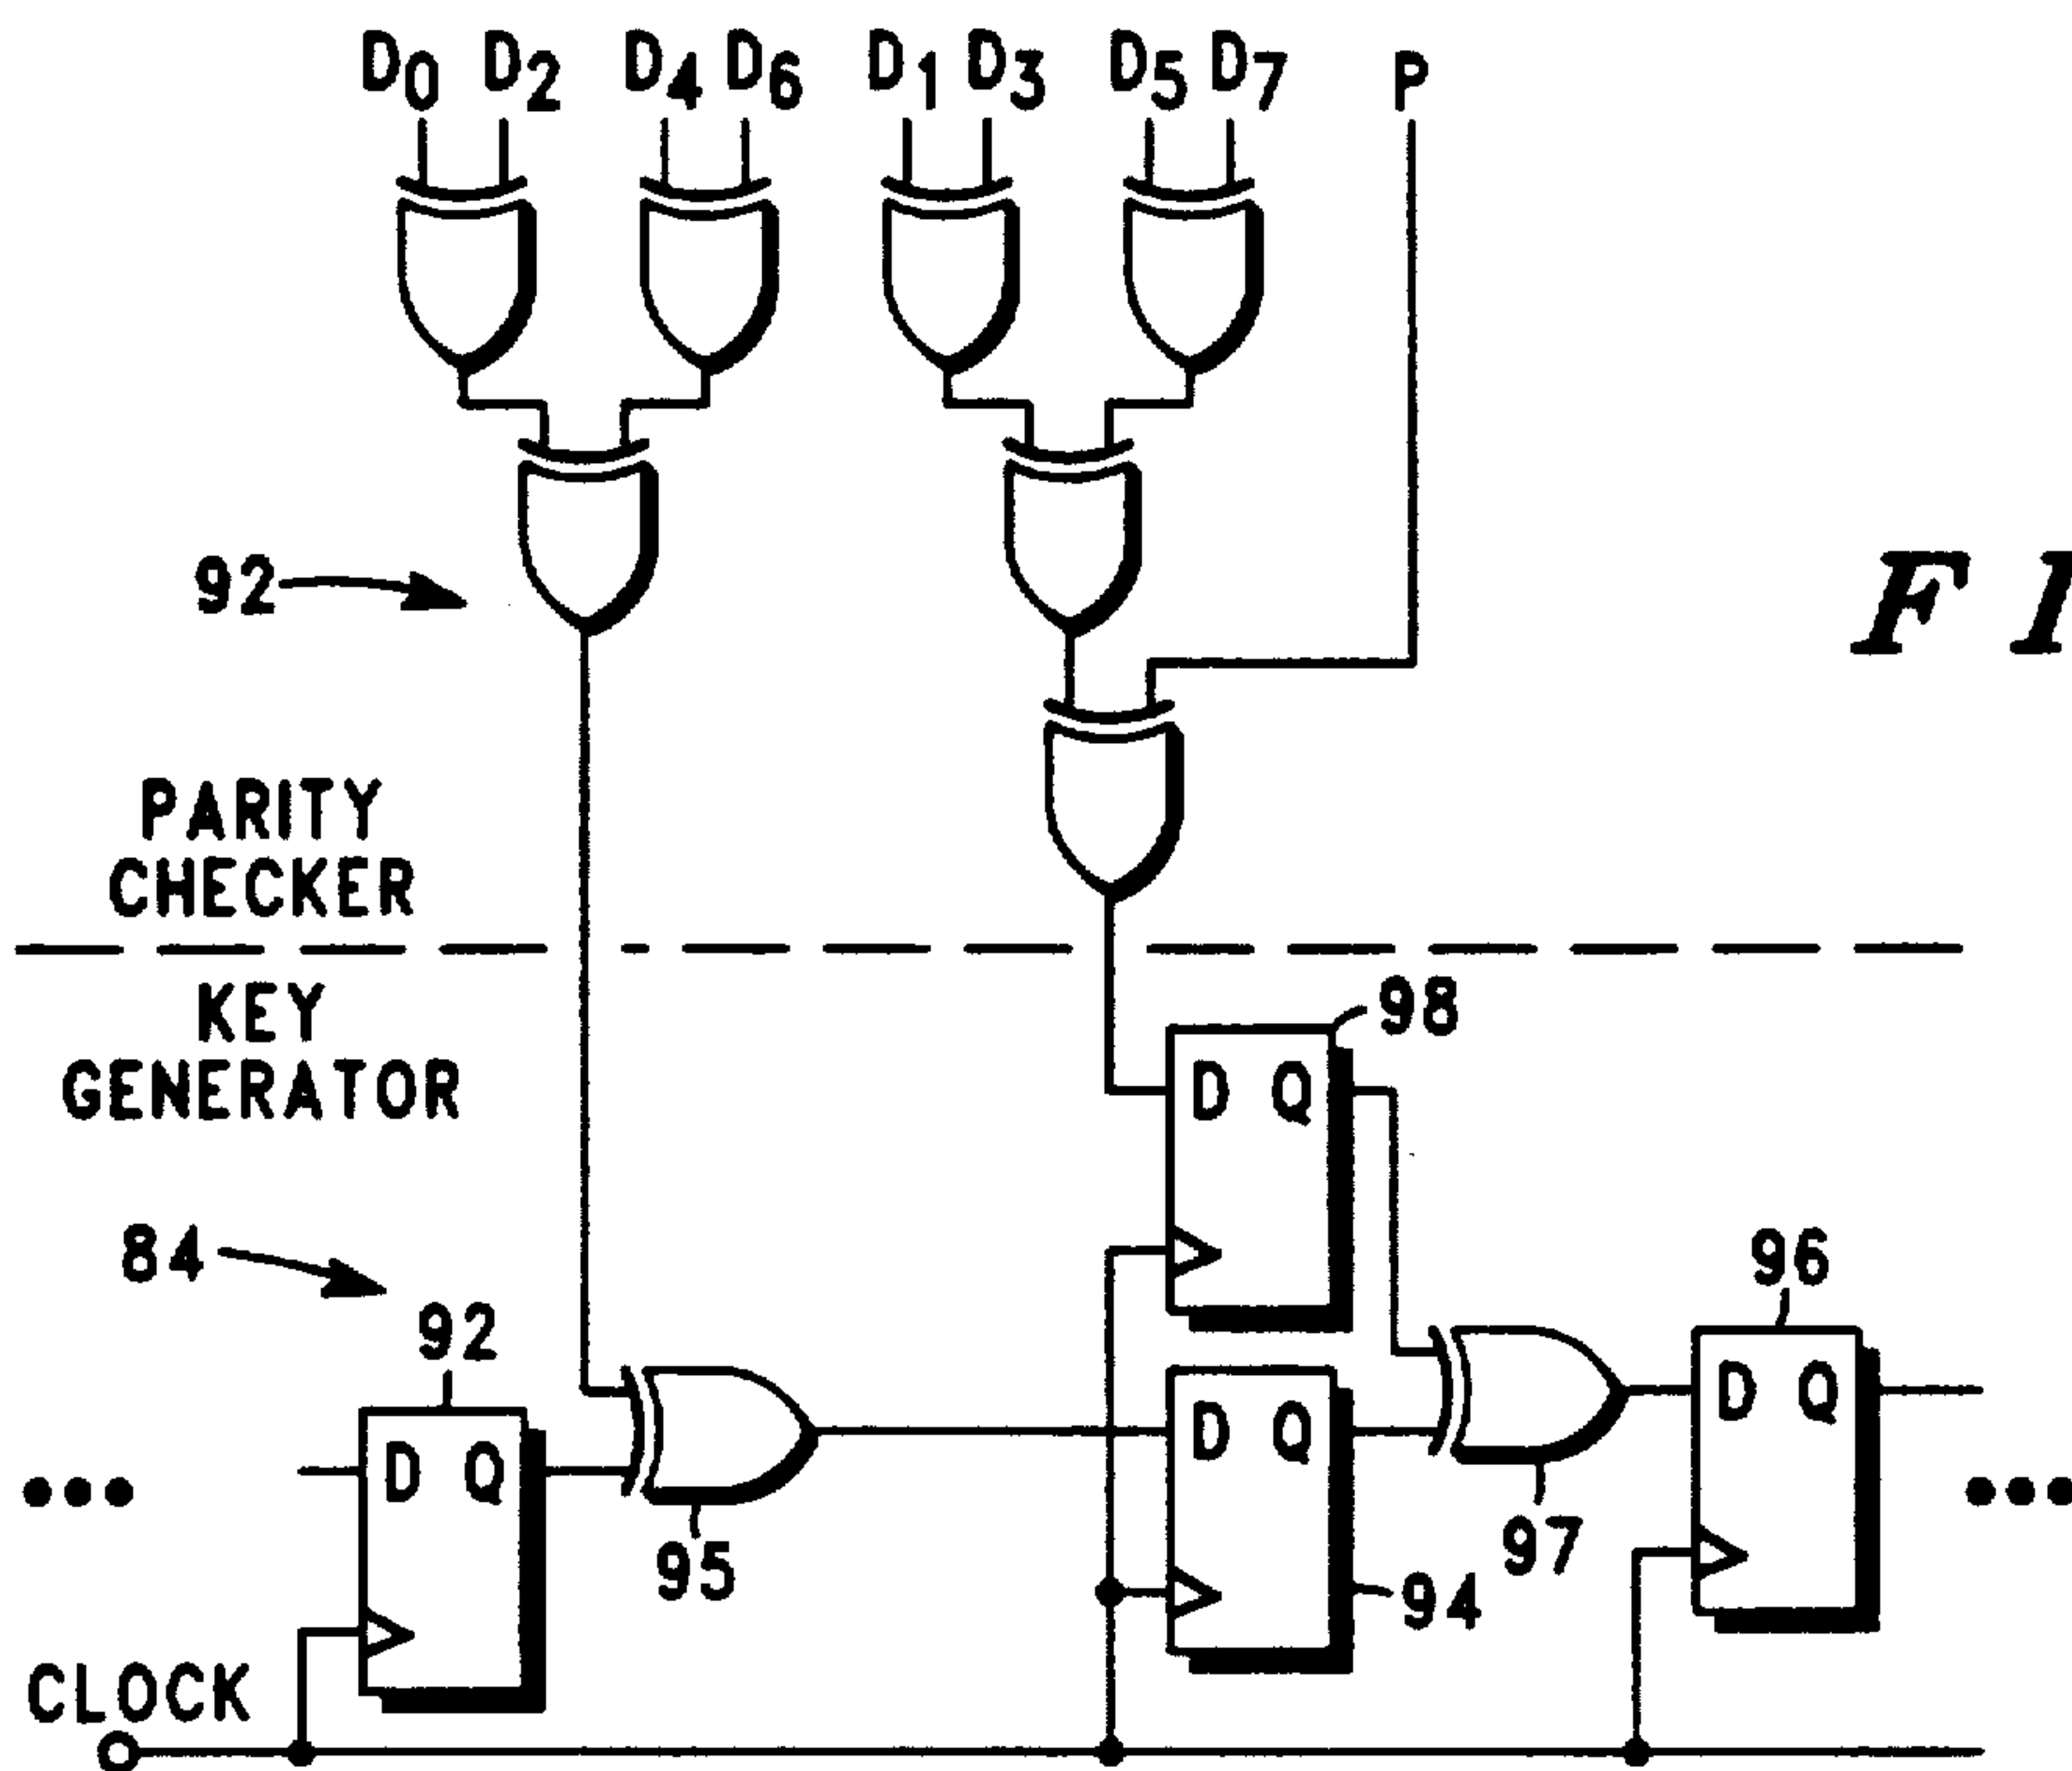 D0 D2 D4 D6 D1 D3 D5 D7 P
92
F I
PARITY
CHECKER
KEY
GENERATOR
98
D Q
84
92
96
D Q
95
D Q
97
94
D Q
CLOCK